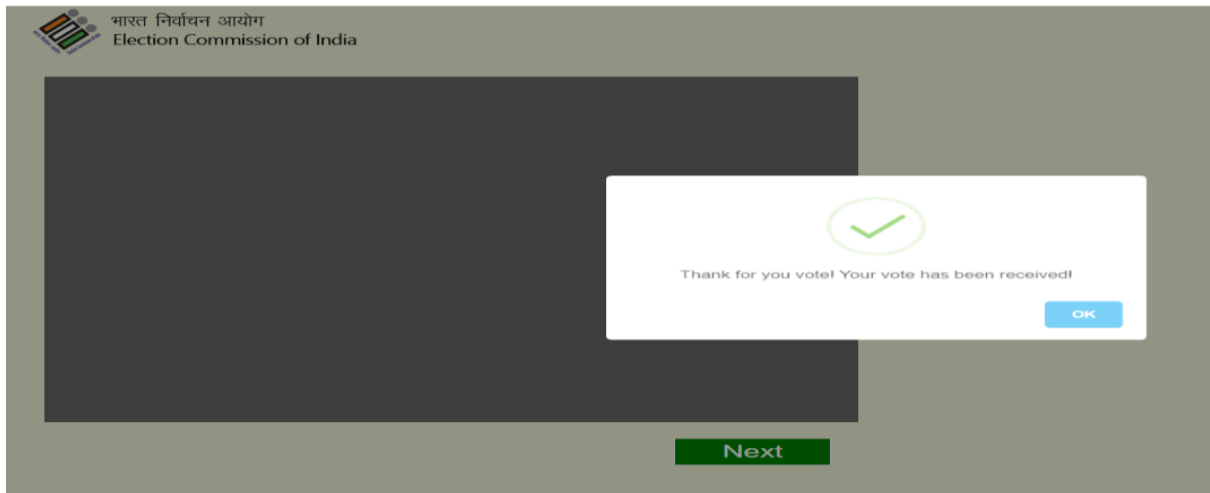 भारत निर्वाचन आयोग
Election Commission of India
Thank for you vote! Your vote has been received!
OK
Next